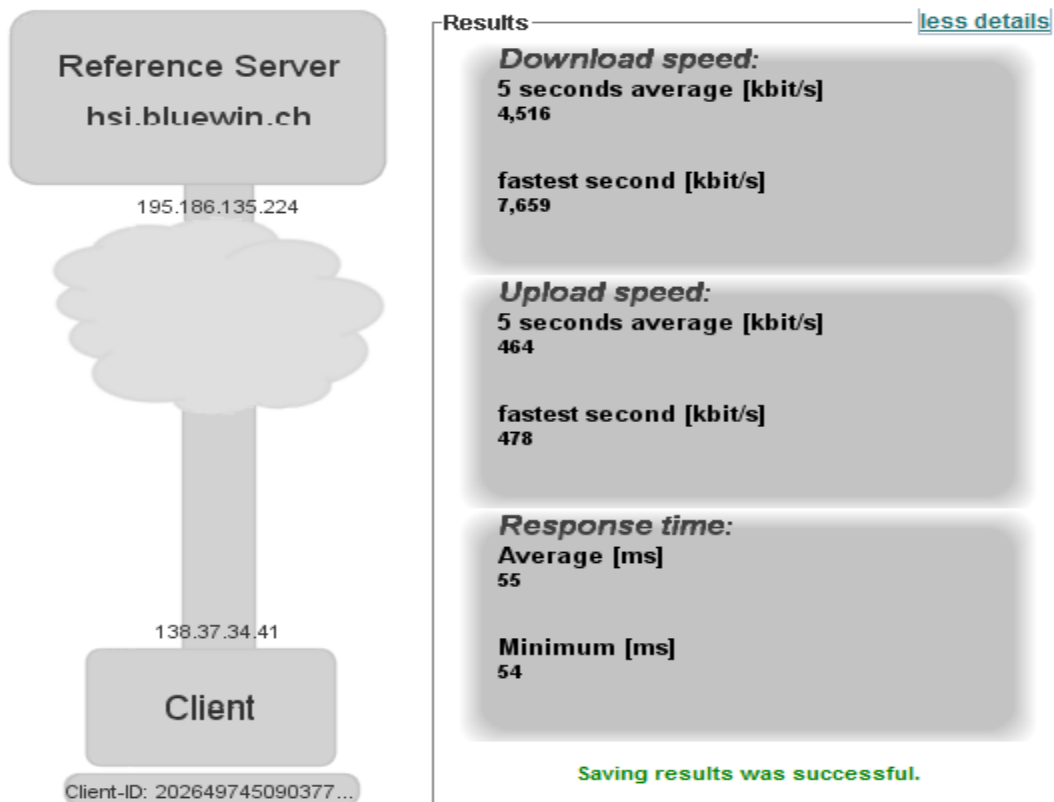 Reference Server
hsi.bluewin.ch
195.186.135.224
138.37.34.41
Client
Client-ID: 202649745090377...
Results
less details
Download speed:
5 seconds average [kbit/s]
4,516
fastest second [kbit/s]
7,659
Upload speed:
5 seconds average [kbit/s]
464
fastest second [kbit/s]
478
Response time:
Average [ms]
55
Minimum [ms]
54
Saving results was successful.